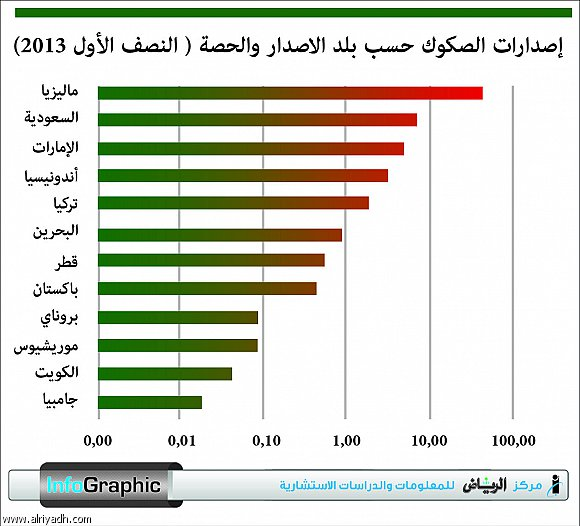 إصدارات الصكوك حسب بلد الاصدار والحصة ( النصف الأول 2013)
ماليزيا
السعودية
الإمارات
أندونيسيا
تركيا
البحرين
قطر
باكستان
بروناي
موريشيوس
الكويت
جامبيا
0,00 0,01 0,10 1,00 10,00 100,00
مركز الرياض للمعلومات والدراسات الاستشارية
InfoGraphic
www.alriyadh.com